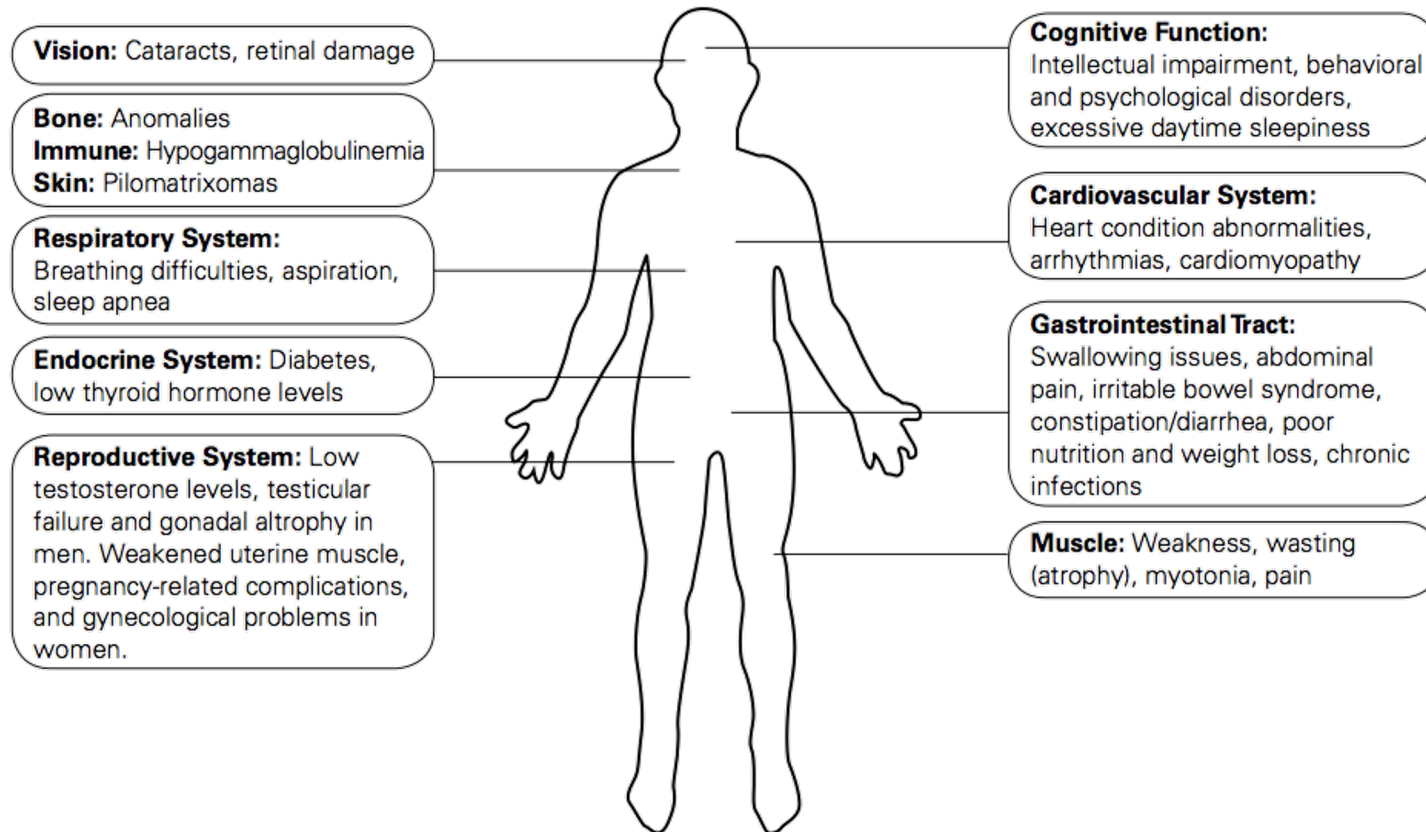 Vision: Cataracts, retinal damage
Bone: Anomalies
Immune: Hypogammaglobulinemia
Skin: Pilomatrixomas
Respiratory System:
Breathing difficulties, aspiration,
sleep apnea
Endocrine System: Diabetes,
low thyroid hormone levels
Reproductive System: Low
testosterone levels, testicular
failure and gonadal altrophy in
men. Weakened uterine muscle,
pregnancy-related complications,
and gynecological problems in
women.
Cognitive Function:
Intellectual impairment, behavioral
and psychological disorders,
excessive daytime sleepiness
Cardiovascular System:
Heart condition abnormalities,
arrhythmias, cardiomyopathy
Gastrointestinal Tract:
Swallowing issues, abdominal
pain, irritable bowel syndrome,
constipation/diarrhea, poor
nutrition and weight loss, chronic
infections
Muscle: Weakness, wasting
(atrophy), myotonia, pain